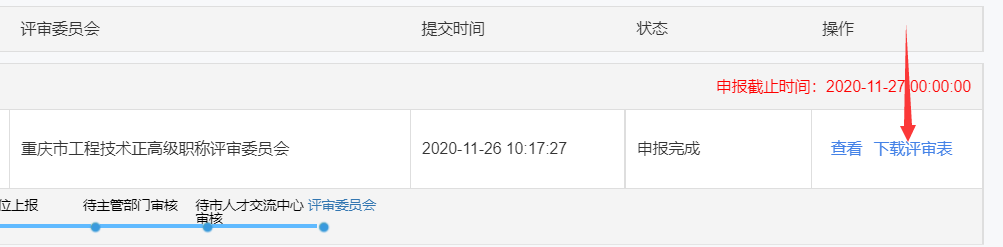 评审委员会 提交时间 状态 操作
申报截止时间：2020-11-27 00:00:00
重庆市工程技术正高级职称评审委员会 2020-11-26 10:17:27 申报完成 查看 下载评审表
位上报 待主管部门审核 待市人才交流中心 评审委员会
审核